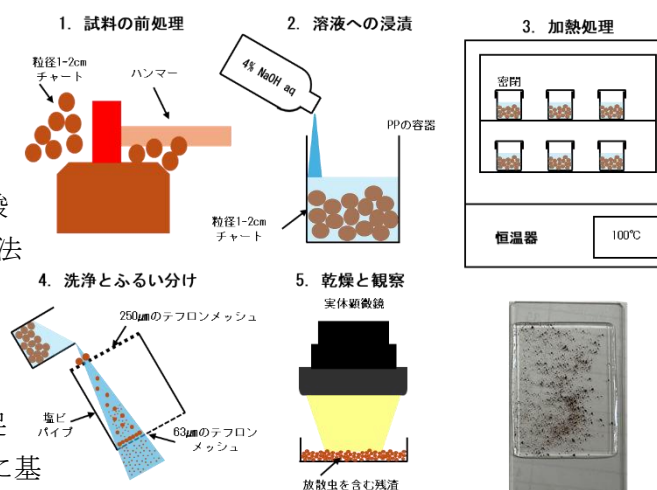 1. 試料の前処理
粒径1-2cm
チャート
ハンマー
2. 溶液への浸漬
4% NaOH aq
PPの容器
粒径1-2cm
チャート
3. 加熱処理
密閉
恒温器
100℃
法
4. 洗浄とふるい分け
250μmのテフロンメッシュ
塩ビ
パイプ
63μmのテフロン
メッシュ
5. 乾燥と観察
実体顕微鏡
放散虫を含む残渣
に基